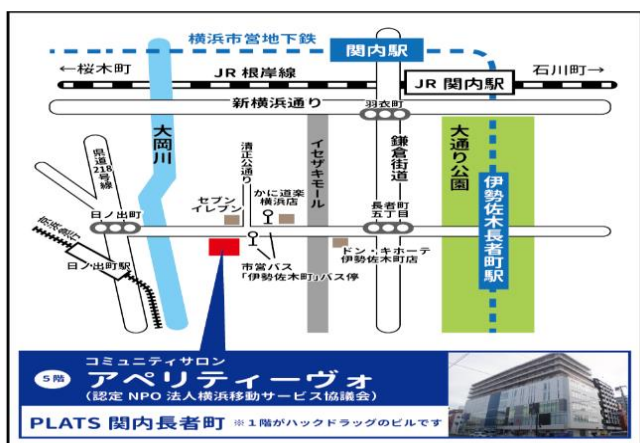 横浜市営地下鉄
関内駅
←桜木町
JR 根岸線
JR 関内駅
石川町→
新横浜通り
羽衣町
大岡川
県道218号線
清正公通り
イセザキモール
鎌倉街道
大通り公園
伊勢佐木長者町駅
セブン
イレブン
かに道楽
横浜店
長者町
五丁目
日ノ出町
京浜急行
日ノ出町駅
市営バス
「伊勢佐木町」バス停
ドン・キホーテ
伊勢佐木町店
5階
コミュニティサロン
アペリティーヴォ
(認定 NPO 法人横浜移動サービス協議会)
PLATS 関内長者町 ※1階がハックドラッグのビルです